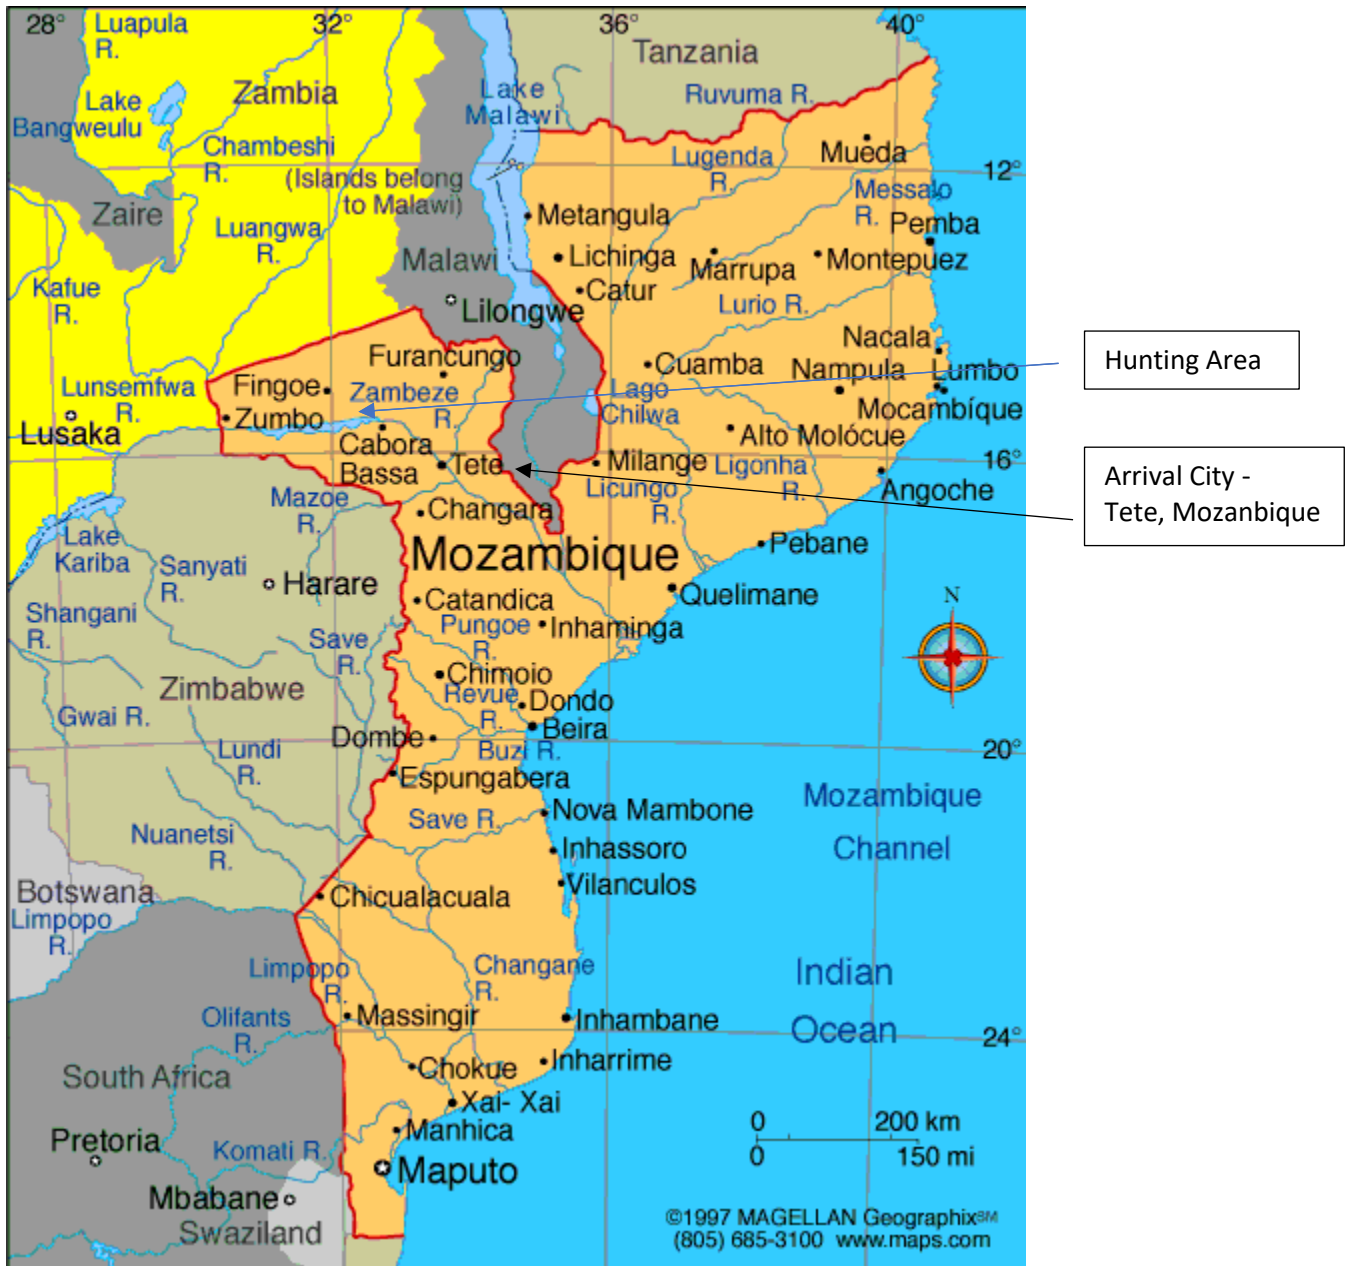 28°
32°
36°
40°
Luapula
R.
Tanzania
Lake
Malawi
Ruvuma R.
Zambia
Lake
Bangweulu
Chambeshi
R.
Mueda
Lugenda
R.
12°
(Islands belong
to Malawi)
Messalo
R.
Zaire
Metangula
Pemba
Luangwa
R.
Malawi
Lichinga
Marrupa
Montepuez
Kafue
R.
Catur
Lurio R.
Lilongwe
Nacala
Furancungo
Cuamba
Nampula
Lumbo
Hunting Area
Lunsemfwa
R.
Fingoe
Zambeze
R.
Lago
Chilwa
Mocambíque
Zumbo
Lusaka
Cabora
Bassa
Alto Molócue
Tete
Milange
Ligonha
R.
16°
Arrival City -
Tete, Mozanbique
Mazoe
R.
Licungo
R.
Angoche
Changara
Lake
Kariba
Mozambique
Pebane
Sanyati
R.
Harare
Quelimane
N
Shangani
R.
Catandica
Save
R.
Pungoe
R.
Inhaminga
Chimoio
Zimbabwe
Revue
R.
Dondo
Gwai R.
Beira
Dombe
Lundi
R.
Buzi R.
20°
Espungabera
Mozambique
Channel
Save R.
Nova Mambone
Nuanetsi
R.
Inhassoro
Vilanculos
Botswana
Chicualacuala
Limpopo
R.
Limpopo
R.
Changane
R.
Indian
Ocean
Olifants
R.
Massingir
Inhambane
24°
Chokue
Inharrime
South Africa
Xai- Xai
0 200 km
Manhica
Pretoria
Komati R.
0 150 mi
Maputo
Mbabane
Swaziland
©1997 MAGELLAN Geographix℠
(805) 685-3100 www.maps.com